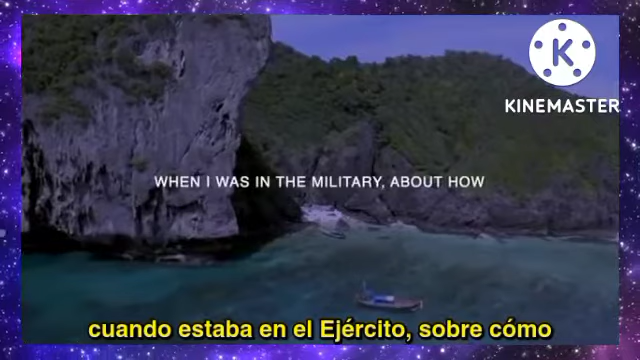 K
KINEMASTER
WHEN I WAS IN THE MILITARY, ABOUT HOW
cuando estaba en el Ejército, sobre cómo